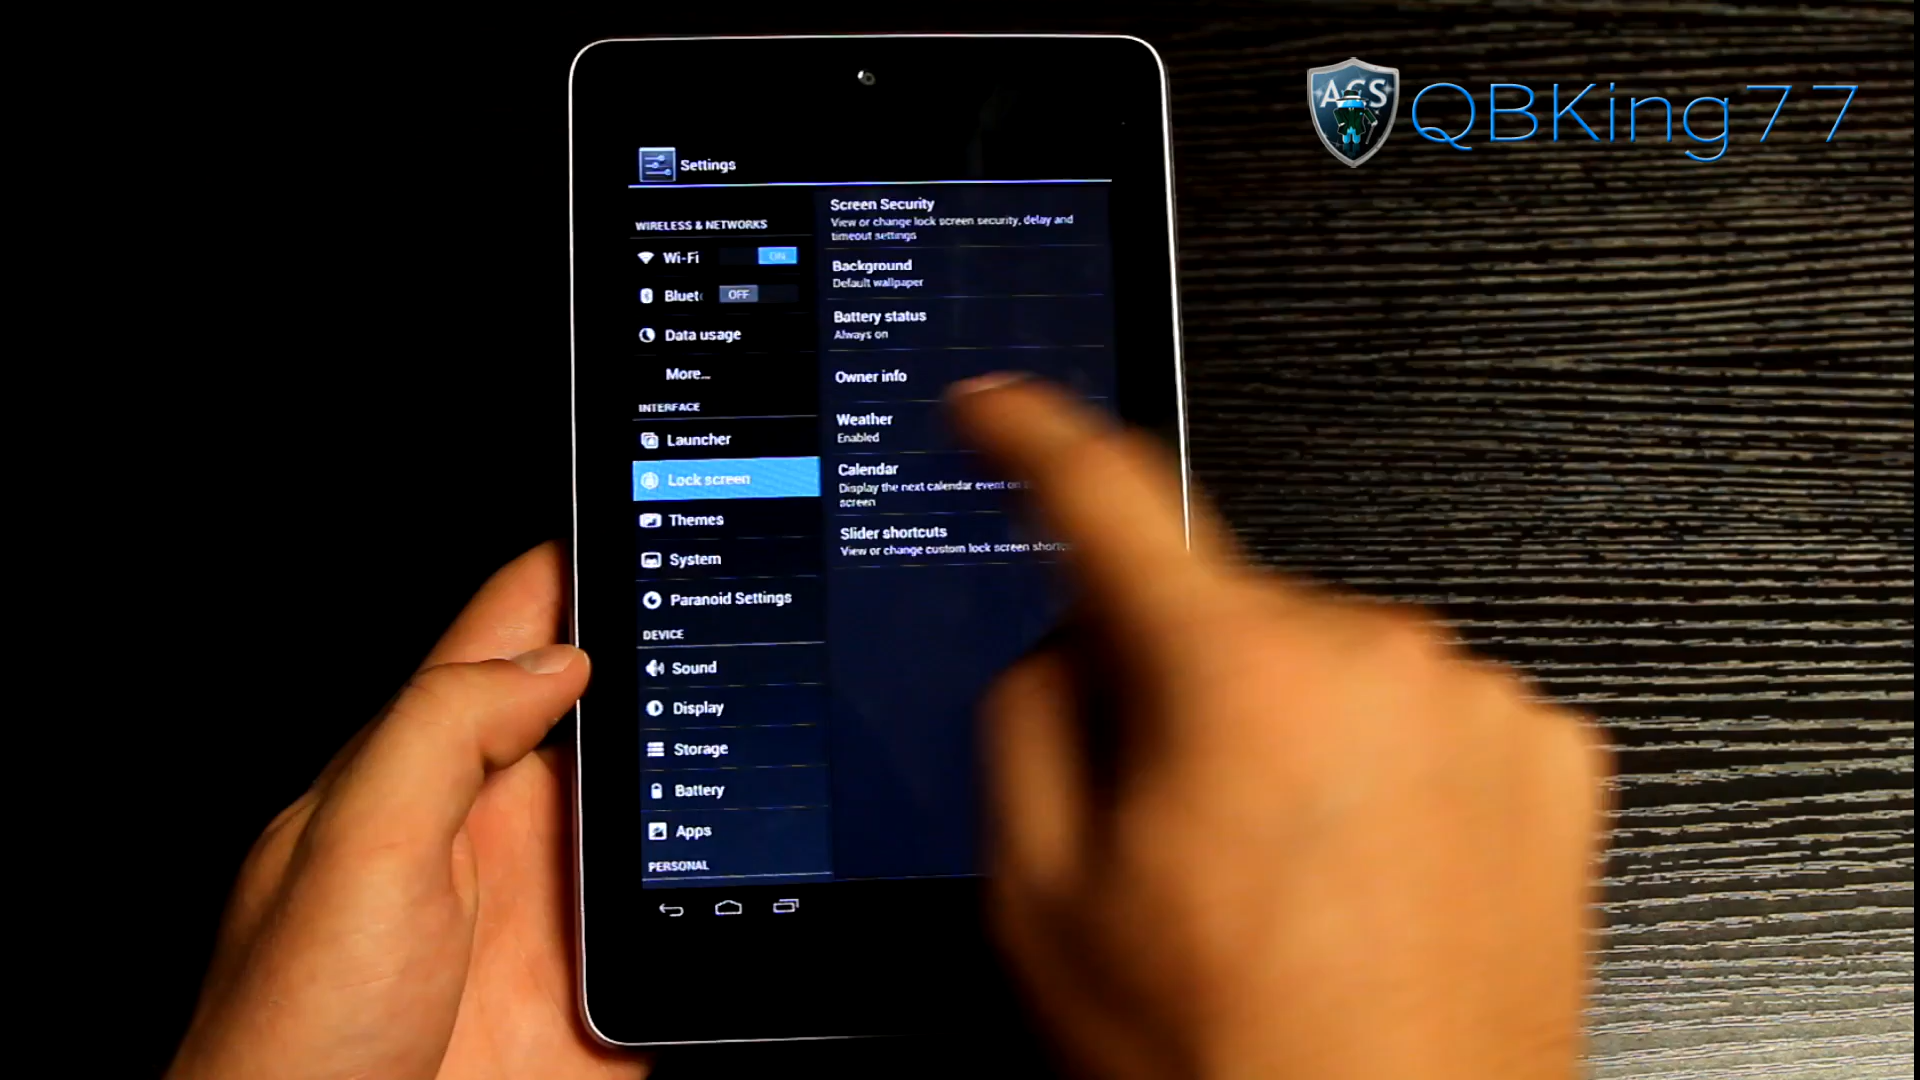 ACS QBKing77
Settings
WIRELESS & NETWORKS
Wi-Fi ON
OFF
Data usage
More...
INTERFACE
Launcher
Lock screen
Themes
System
Paranoid Settings
DEVICE
Sound
Display
Storage
Battery
Apps
PERSONAL
Screen Security
View or change lock screen security, delay and
timeout settings
Background
Default wallpaper
Battery status
Always on
Owner info
Weather
Enabled
Calendar
Display the next calendar event on
screen
Slider shortcuts
View or change custom lock screen